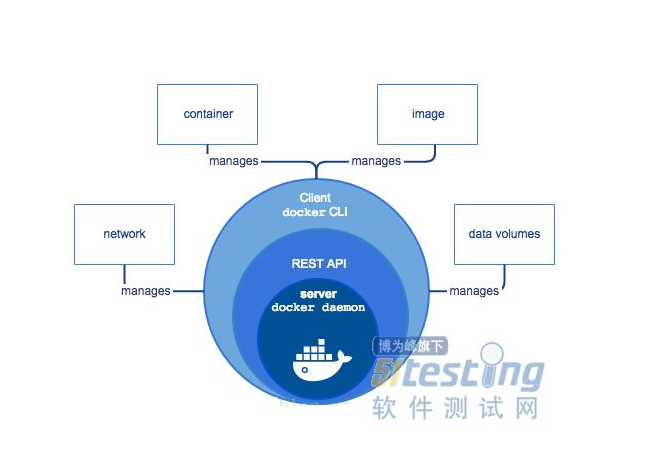 container
image
manages
manages
Client
docker CLI
network
data volumes
REST API
manages
server
manages
docker daemon
博为峰旗下
51testing
软件测试网